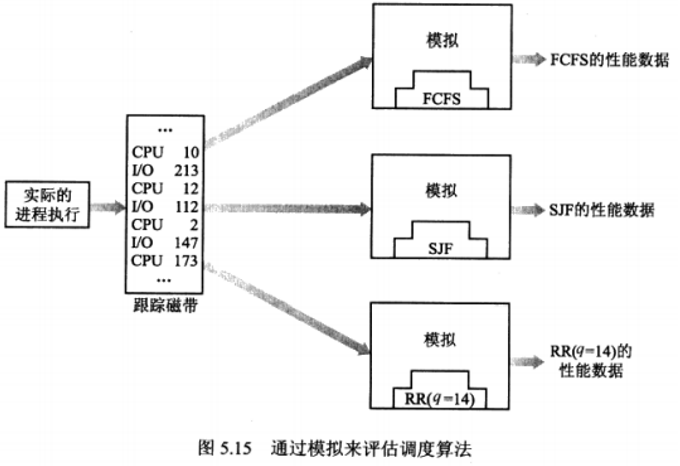 实际的
进程执行
...
CPU 10
I/O 213
CPU 12
I/O 112
CPU 2
I/O 147
CPU 173
...
跟踪磁带
模拟
FCFS
FCFS的性能数据
模拟
SJF
SJF的性能数据
模拟
RR(q=14)
RR(q=14)的
性能数据
图 5.15 通过模拟来评估调度算法